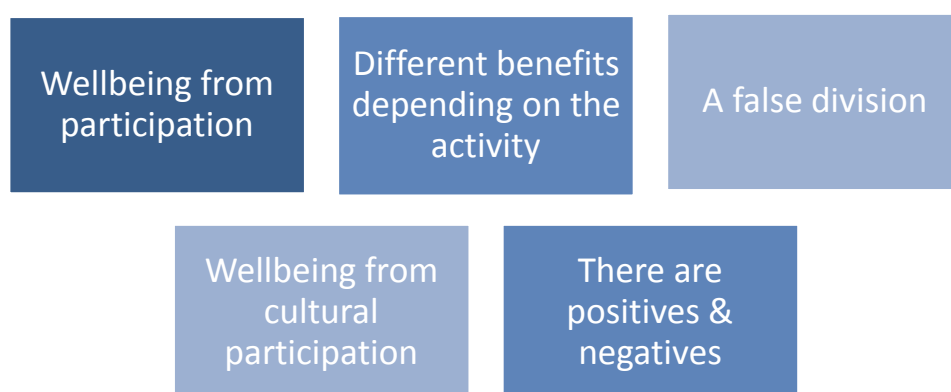 Wellbeing from
participation
Different benefits
depending on the
activity
A false division
Wellbeing from
cultural
participation
There are
positives &
negatives